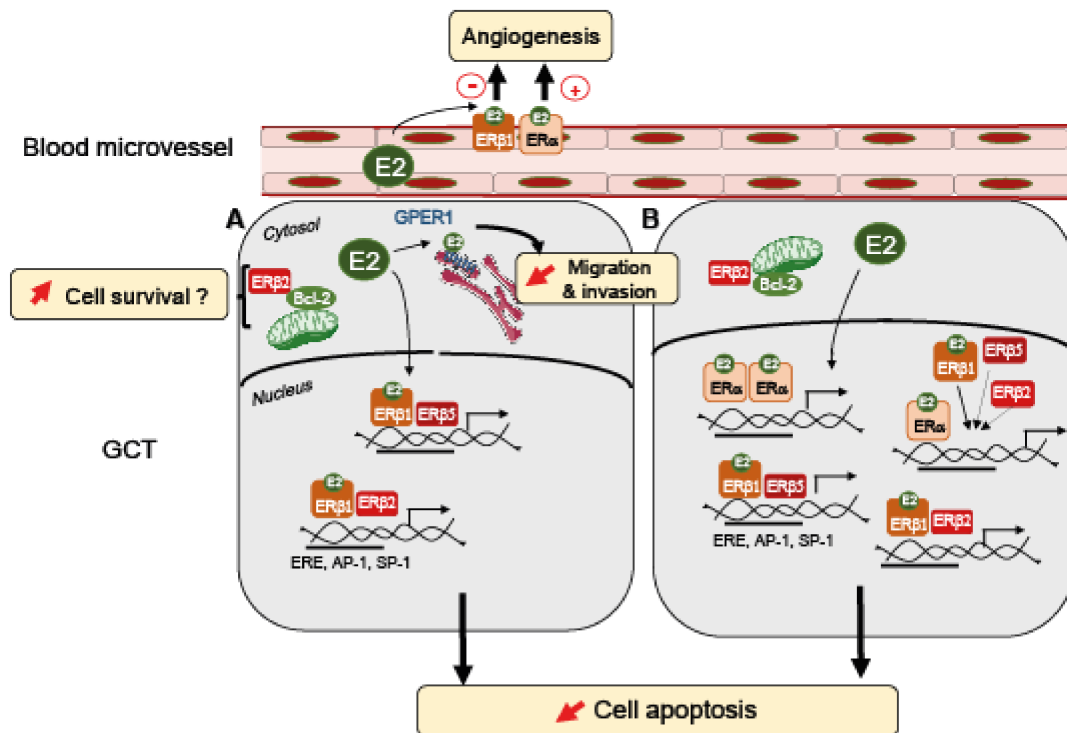 Angiogenesis
-
+
E2
E2
ERβ1
ERα
Blood microvessel
E2
A
Cytosol
GPER1
E2
E2
ERβ2
Bcl-2
Cell survival ?
Migration
& invasion
Nucleus
E2
ERβ1 ERβ5
GCT
E2
ERβ1 ERβ2
ERE, AP-1, SP-1
B
E2
ERβ2
Bcl-2
E2
E2
ERα
ERα
E2
ERβ1
ERβ5
ERβ2
E2
ERα
E2
ERβ1 ERβ5
ERE, AP-1, SP-1
E2
ERβ1 ERβ2
Cell apoptosis